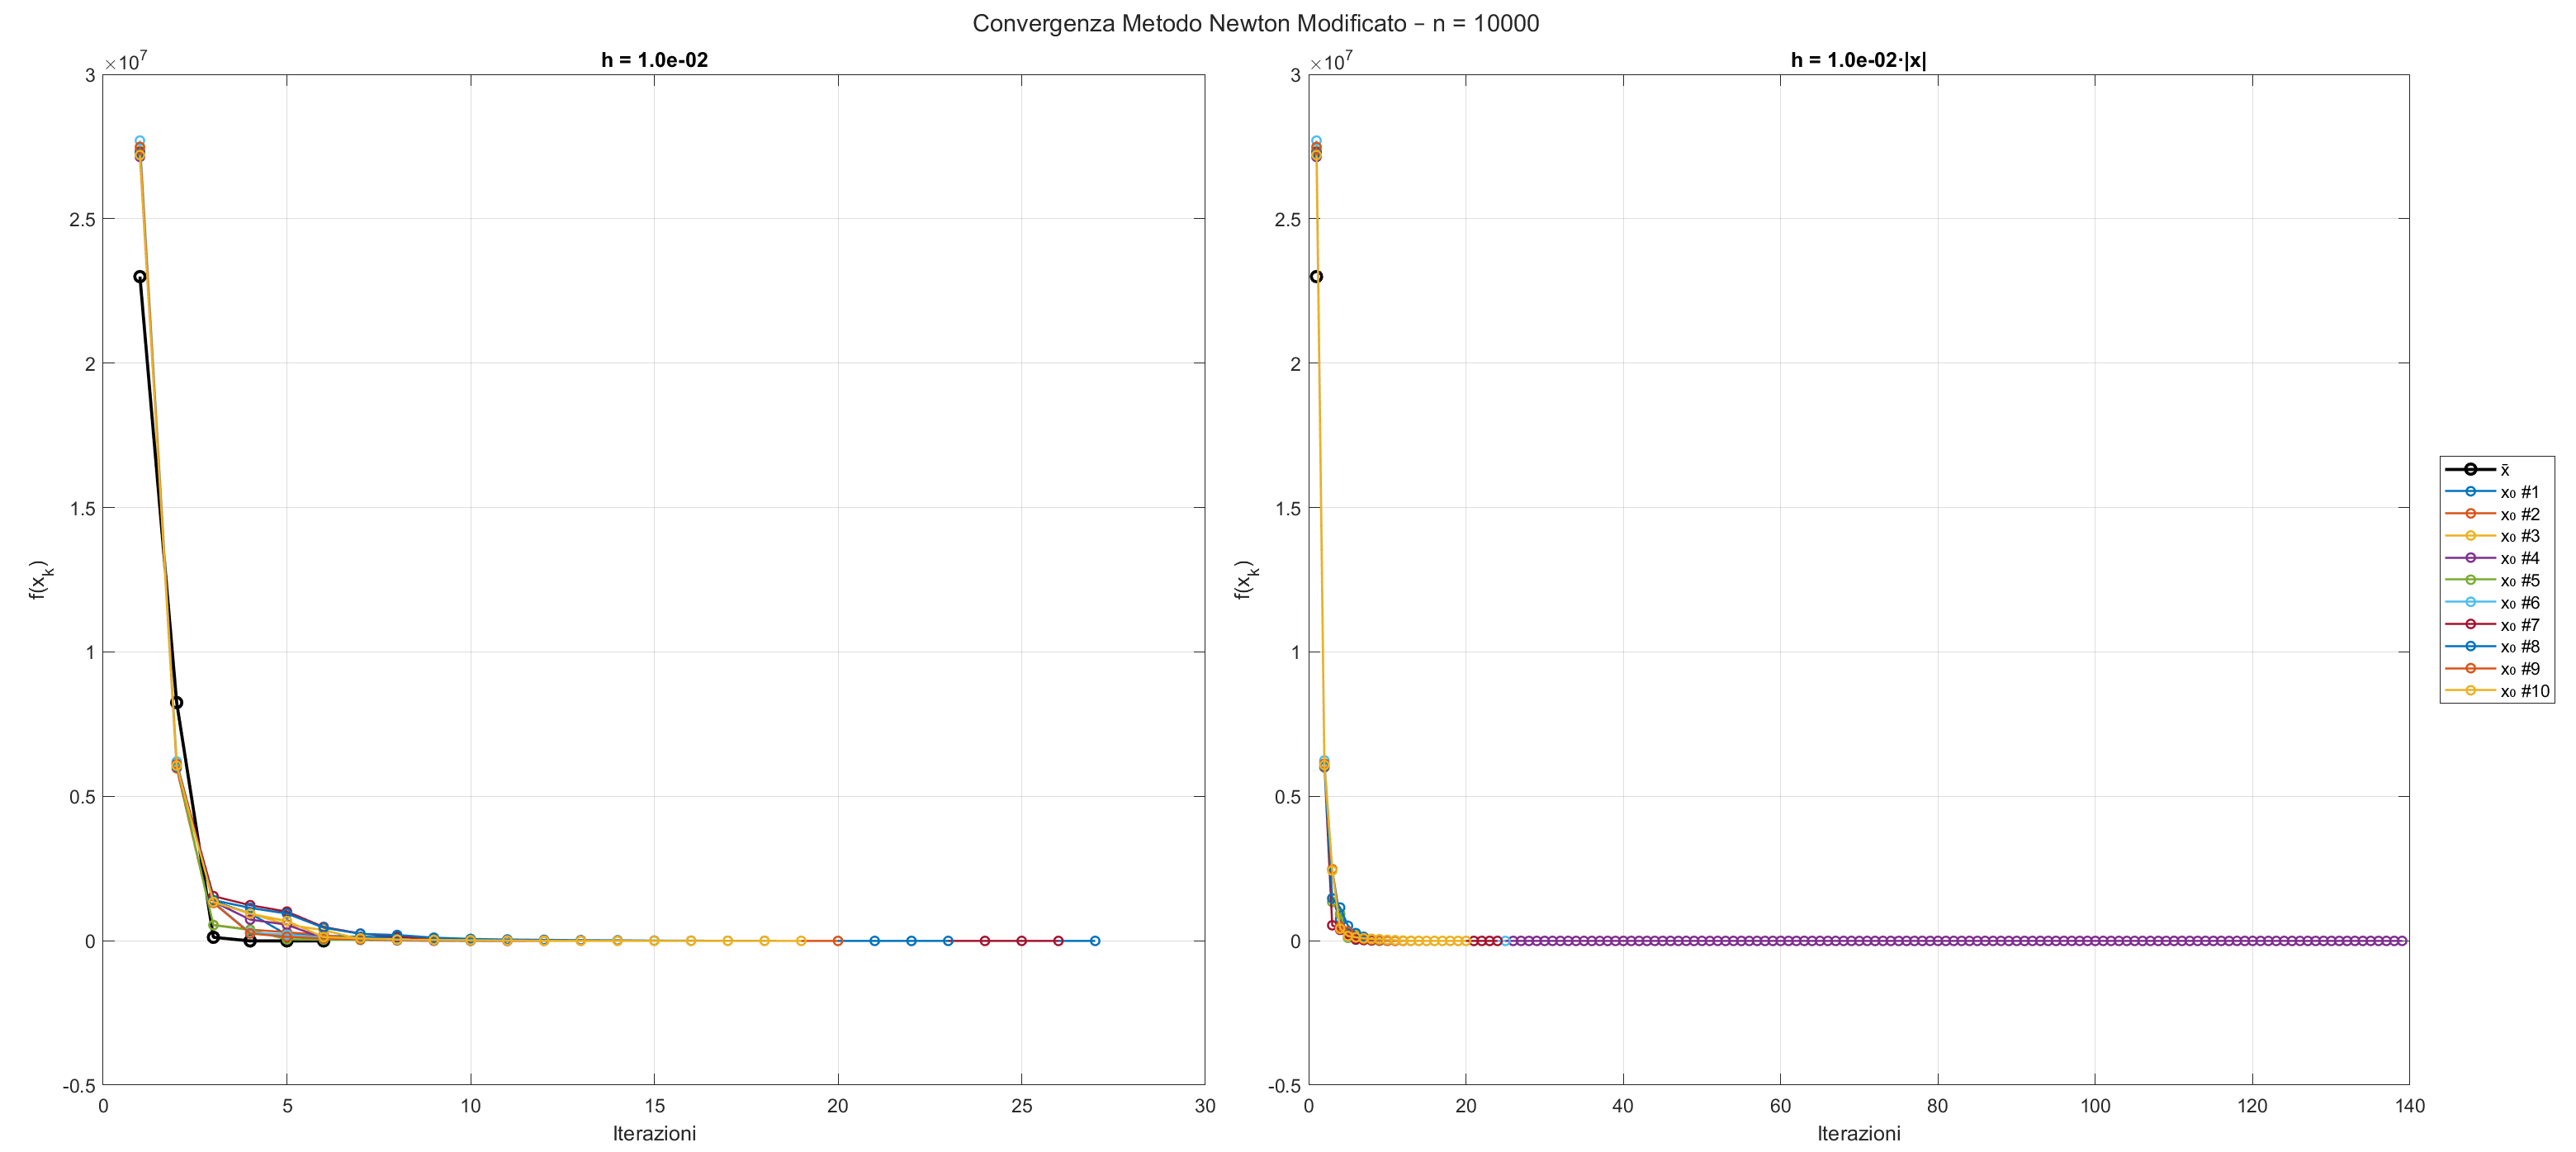 Convergenza Metodo Newton Modificato – n = 10000
h = 1.0e-02
×10^7
3
2.5
2
1.5
1
0.5
0
-0.5
f(x_k)
0 5 10 15 20 25 30
Iterazioni
h = 1.0e-02·|x|
×10^7
3
2.5
2
1.5
1
0.5
0
-0.5
f(x_k)
0 20 40 60 80 100 120 140
Iterazioni
x̄
x₀ #1
x₀ #2
x₀ #3
x₀ #4
x₀ #5
x₀ #6
x₀ #7
x₀ #8
x₀ #9
x₀ #10